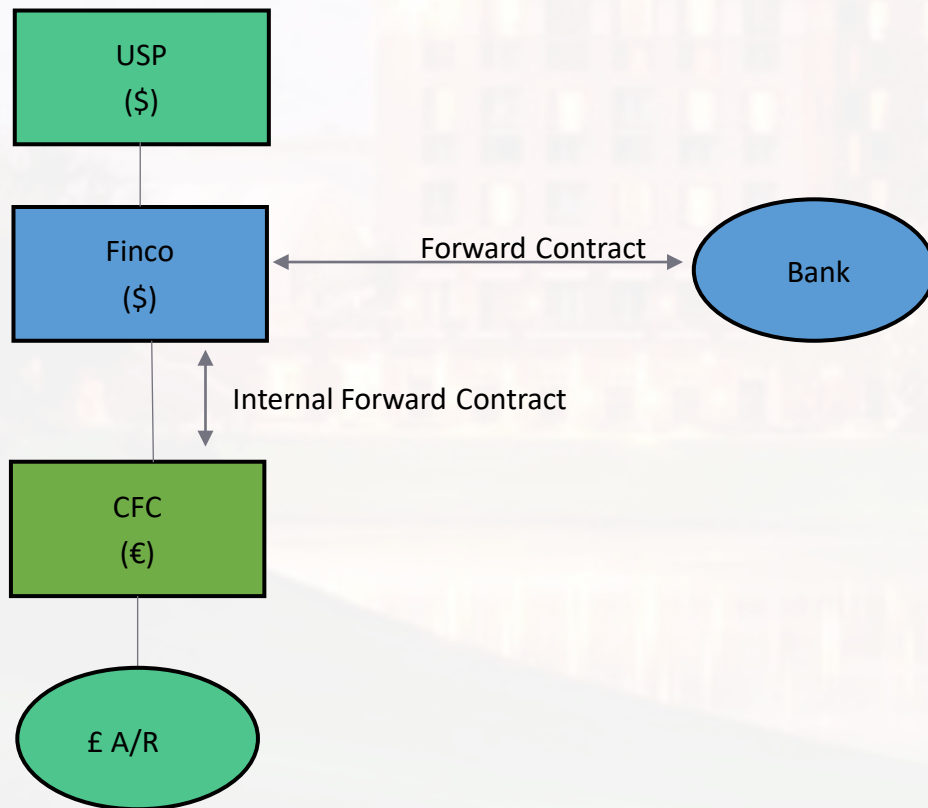 USP
($)
Finco
($)
Forward Contract
Bank
Internal Forward Contract
CFC
(€)
£ A/R